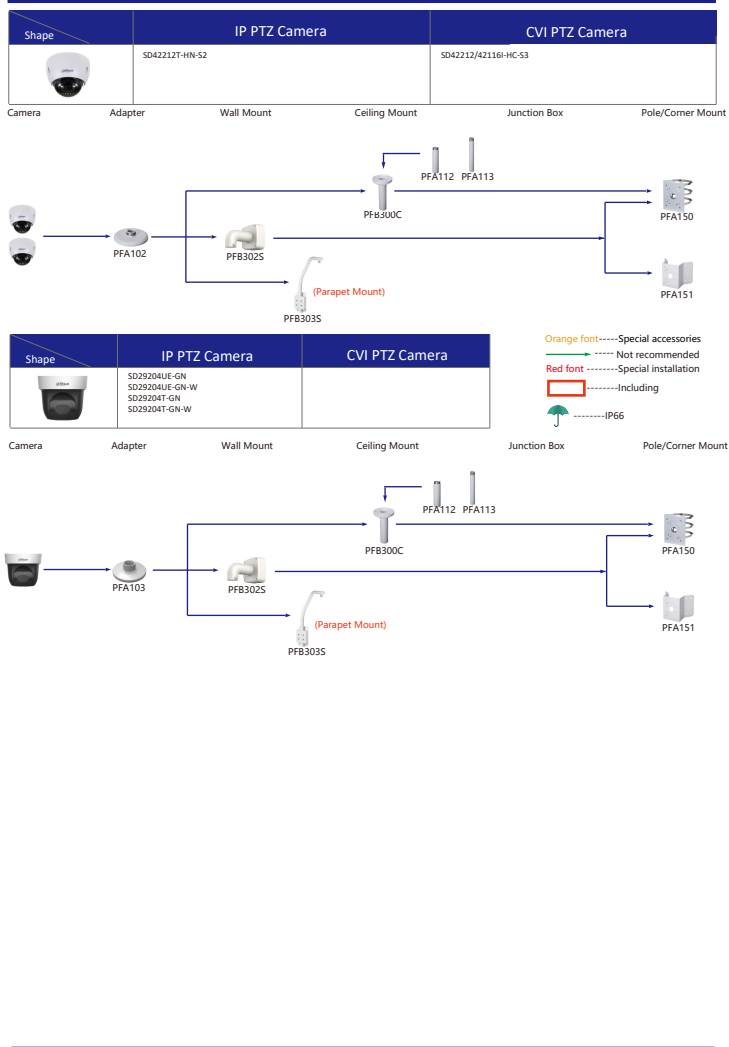 Shape
IP PTZ Camera
CVI PTZ Camera
SD42212T-HN-S2
SD42212/42116I-HC-S3
Camera
Adapter
Wall Mount
Ceiling Mount
Junction Box
Pole/Corner Mount
PFA112
PFA113
PFB300C
PFA150
PFA102
PFB302S
(Parapet Mount)
PFA151
PFB303S
Shape
IP PTZ Camera
CVI PTZ Camera
SD29204UE-GN
SD29204UE-GN-W
SD29204T-GN
SD29204T-GN-W
Orange font-----Special accessories
----- Not recommended
Red font -------Special installation
-------Including
--------IP66
Camera
Adapter
Wall Mount
Ceiling Mount
Junction Box
Pole/Corner Mount
PFA112
PFA113
PFB300C
PFA150
PFA103
PFB302S
(Parapet Mount)
PFA151
PFB303S